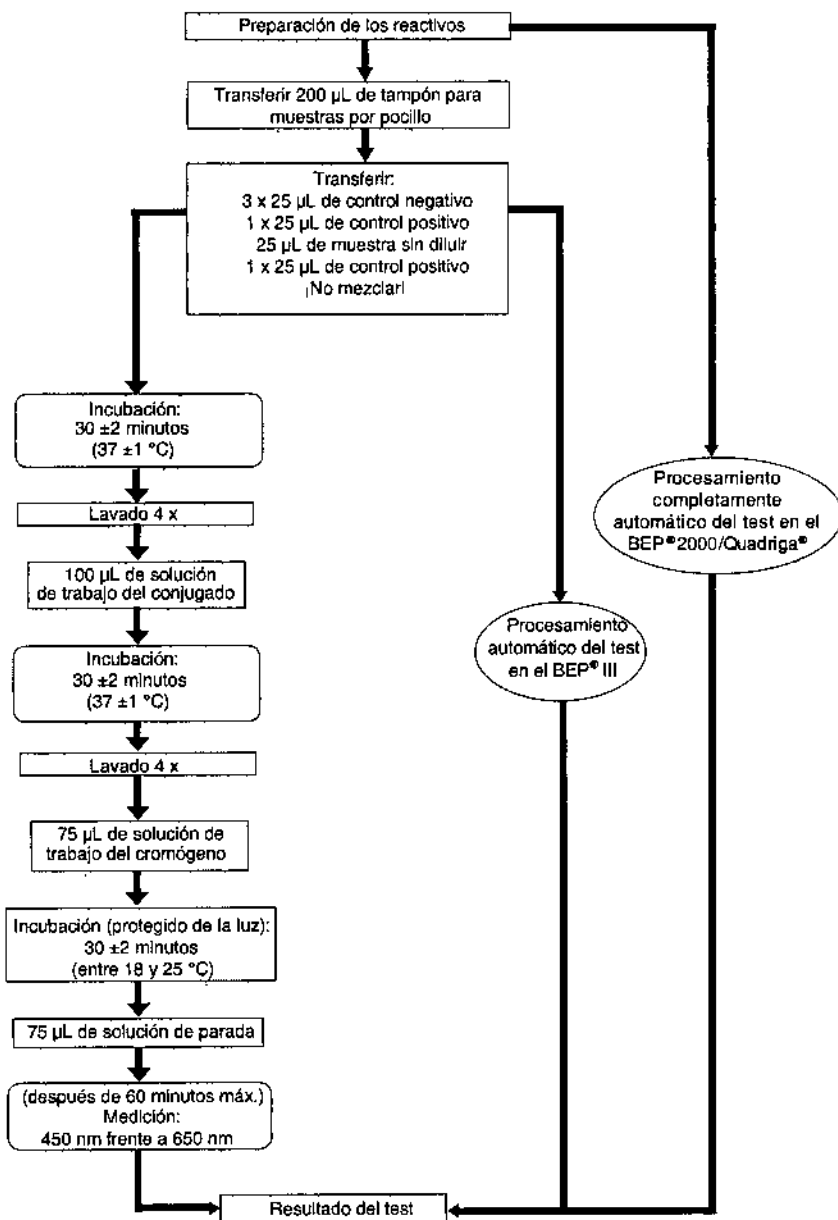 Preparación de los reactivos
Transferir 200 µL de tampón para
muestras por pocillo
Transferir:
3 x 25 µL de control negativo
1 x 25 µL de control positivo
25 µL de muestra sin diluir
1 x 25 µL de control positivo
¡No mezclar!
Incubación:
30 ±2 minutos
(37 ±1 °C)
Lavado 4 x
100 µL de solución
de trabajo del conjugado
Incubación:
30 ±2 minutos
(37 ±1 °C)
Lavado 4 x
75 µL de solución de
trabajo del cromógeno
Incubación (protegido de la luz):
30 ±2 minutos
(entre 18 y 25 °C)
75 µL de solución de parada
(después de 60 minutos máx.)
Medición:
450 nm frente a 650 nm
Procesamiento
automático del test
en el BEP® III
Procesamiento
completamente
automático del test en el
BEP®2000/Quadriga®
Resultado del test